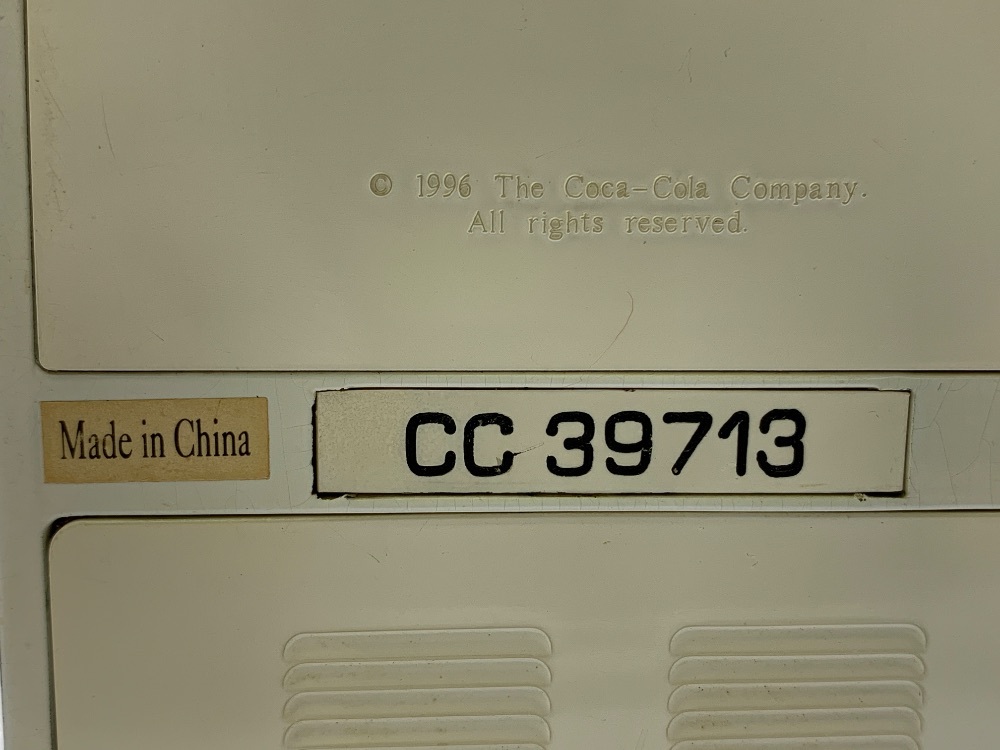 © 1996 The Coca-Cola Company.
All rights reserved.
Made in China
CC 39713